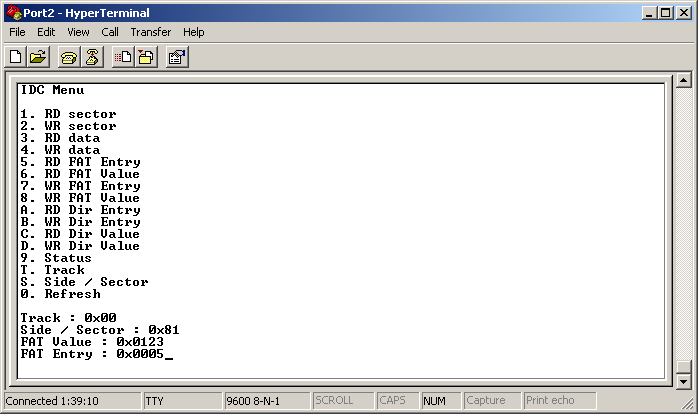 Port2 - HyperTerminal
File Edit View Call Transfer Help
IDC Menu
1. RD sector
2. WR sector
3. RD data
4. WR data
5. RD FAT Entry
6. RD FAT Value
7. WR FAT Entry
8. WR FAT Value
A. RD Dir Entry
B. WR Dir Entry
C. RD Dir Value
D. WR Dir Value
9. Status
T. Track
S. Side / Sector
0. Refresh
Track : 0x00
Side / Sector : 0x81
FAT Value : 0x0123
FAT Entry : 0x0005_
Connected 1:39:10 TTY 9600 8-N-1 SCROLL CAPS NUM Capture Print echo